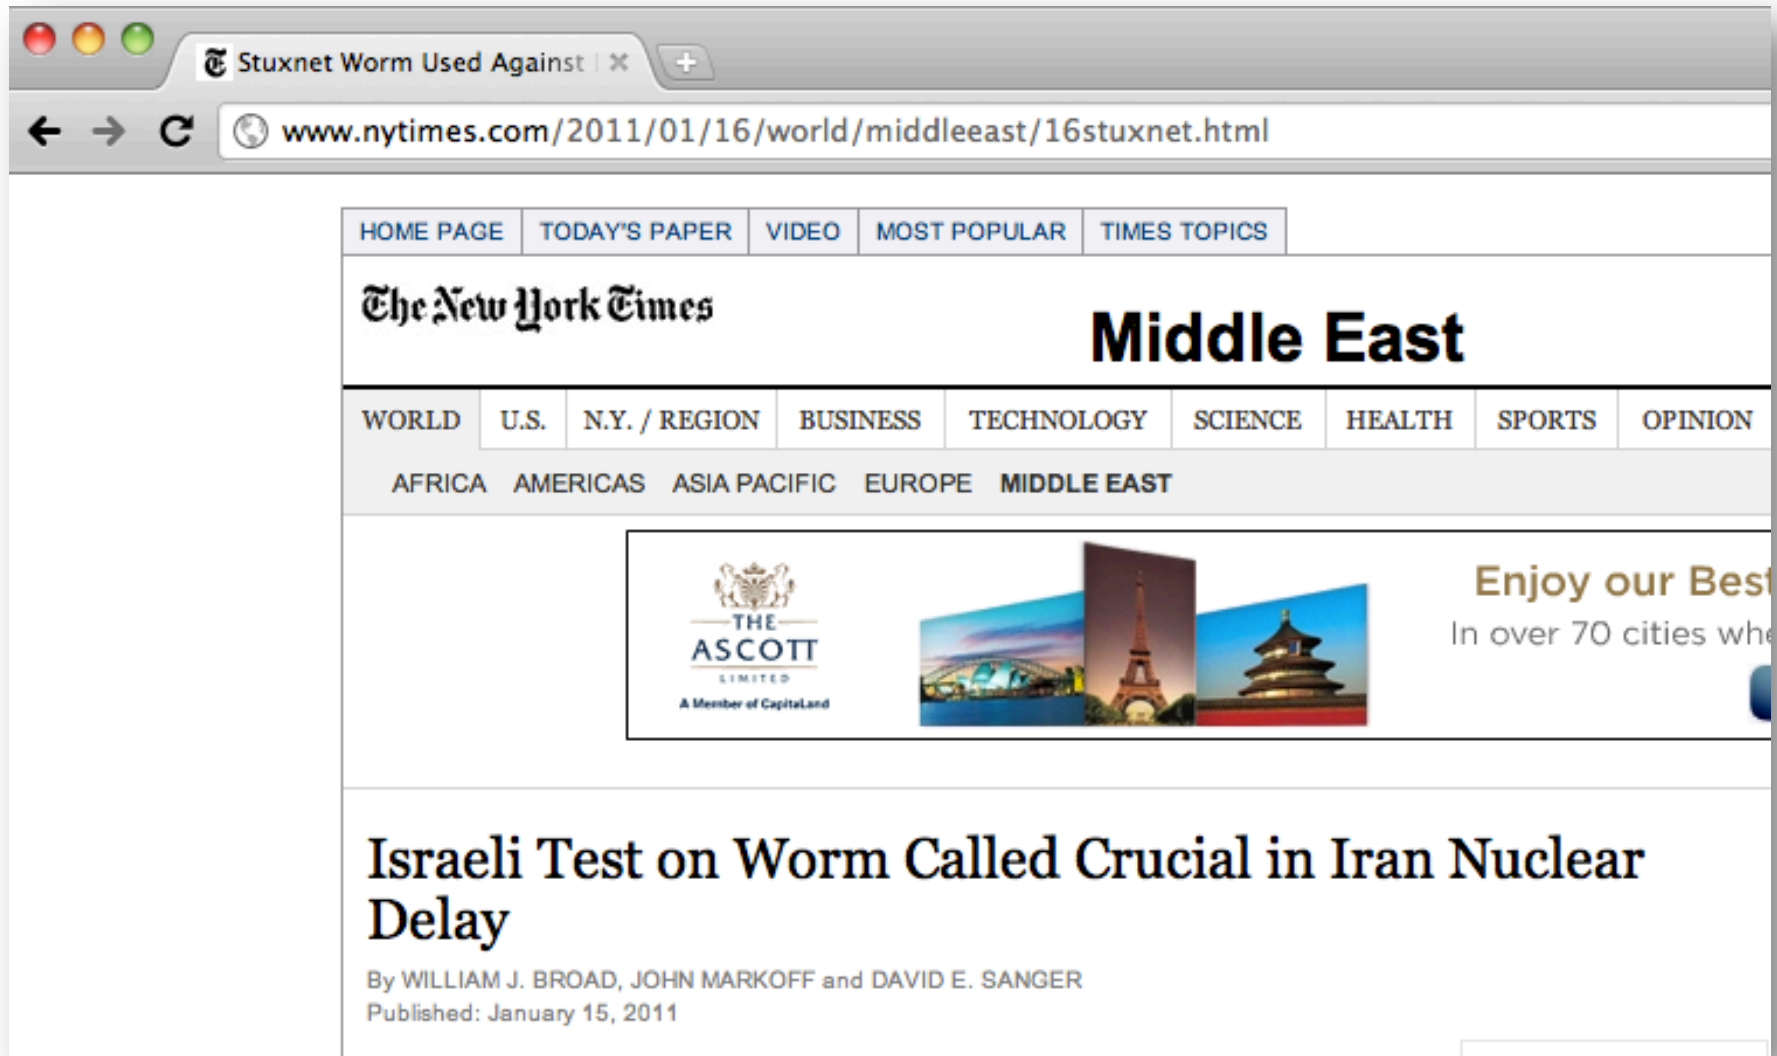 Stuxnet Worm Used Against
www.nytimes.com/2011/01/16/world/middleeast/16stuxnet.html
HOME PAGE TODAY'S PAPER VIDEO MOST POPULAR TIMES TOPICS
The New York Times
Middle East
WORLD U.S. N.Y. / REGION BUSINESS TECHNOLOGY SCIENCE HEALTH SPORTS OPINION
AFRICA AMERICAS ASIA PACIFIC EUROPE MIDDLE EAST
THE
ASCOTT
LIMITED
A Member of CapitaLand
Enjoy our Best
In over 70 cities
Israeli Test on Worm Called Crucial in Iran Nuclear
Delay
By WILLIAM J. BROAD, JOHN MARKOFF and DAVID E. SANGER
Published: January 15, 2011